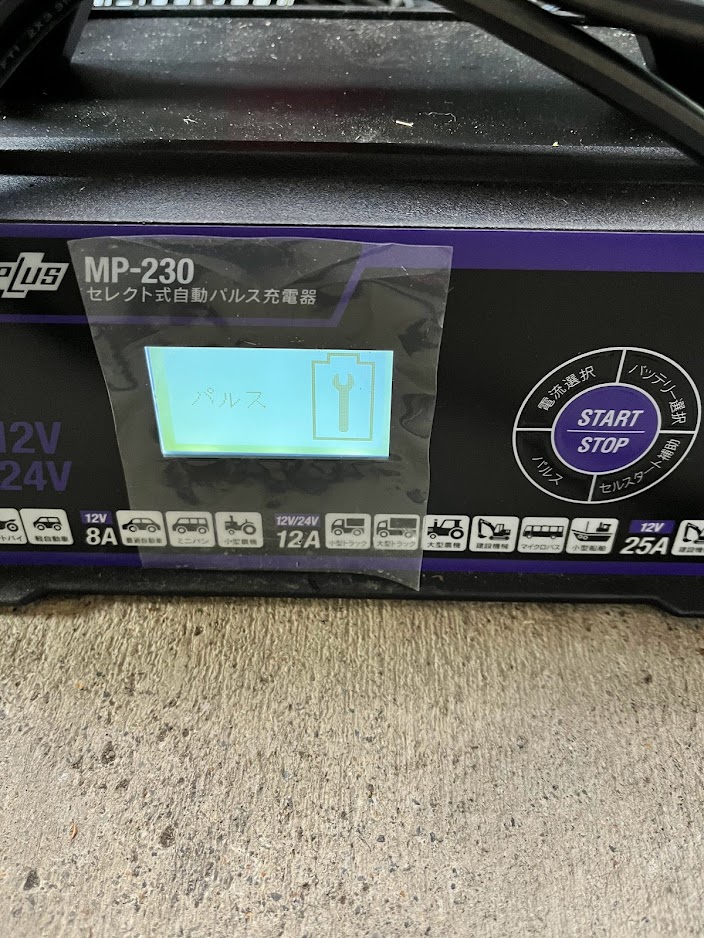 plus
MP-230
セレクト式自動パルス充電器
パルス
電流選択
バッテリー選択
START
STOP
パルス
セルスタート補助
12V
24V
軽自動車
12V
8A
普通自動車
ミニバン
小型農機
12V/24V
12A
小型トラック
大型トラック
大型農機
建設機械
マイクロバス
小型船舶
12V
25A